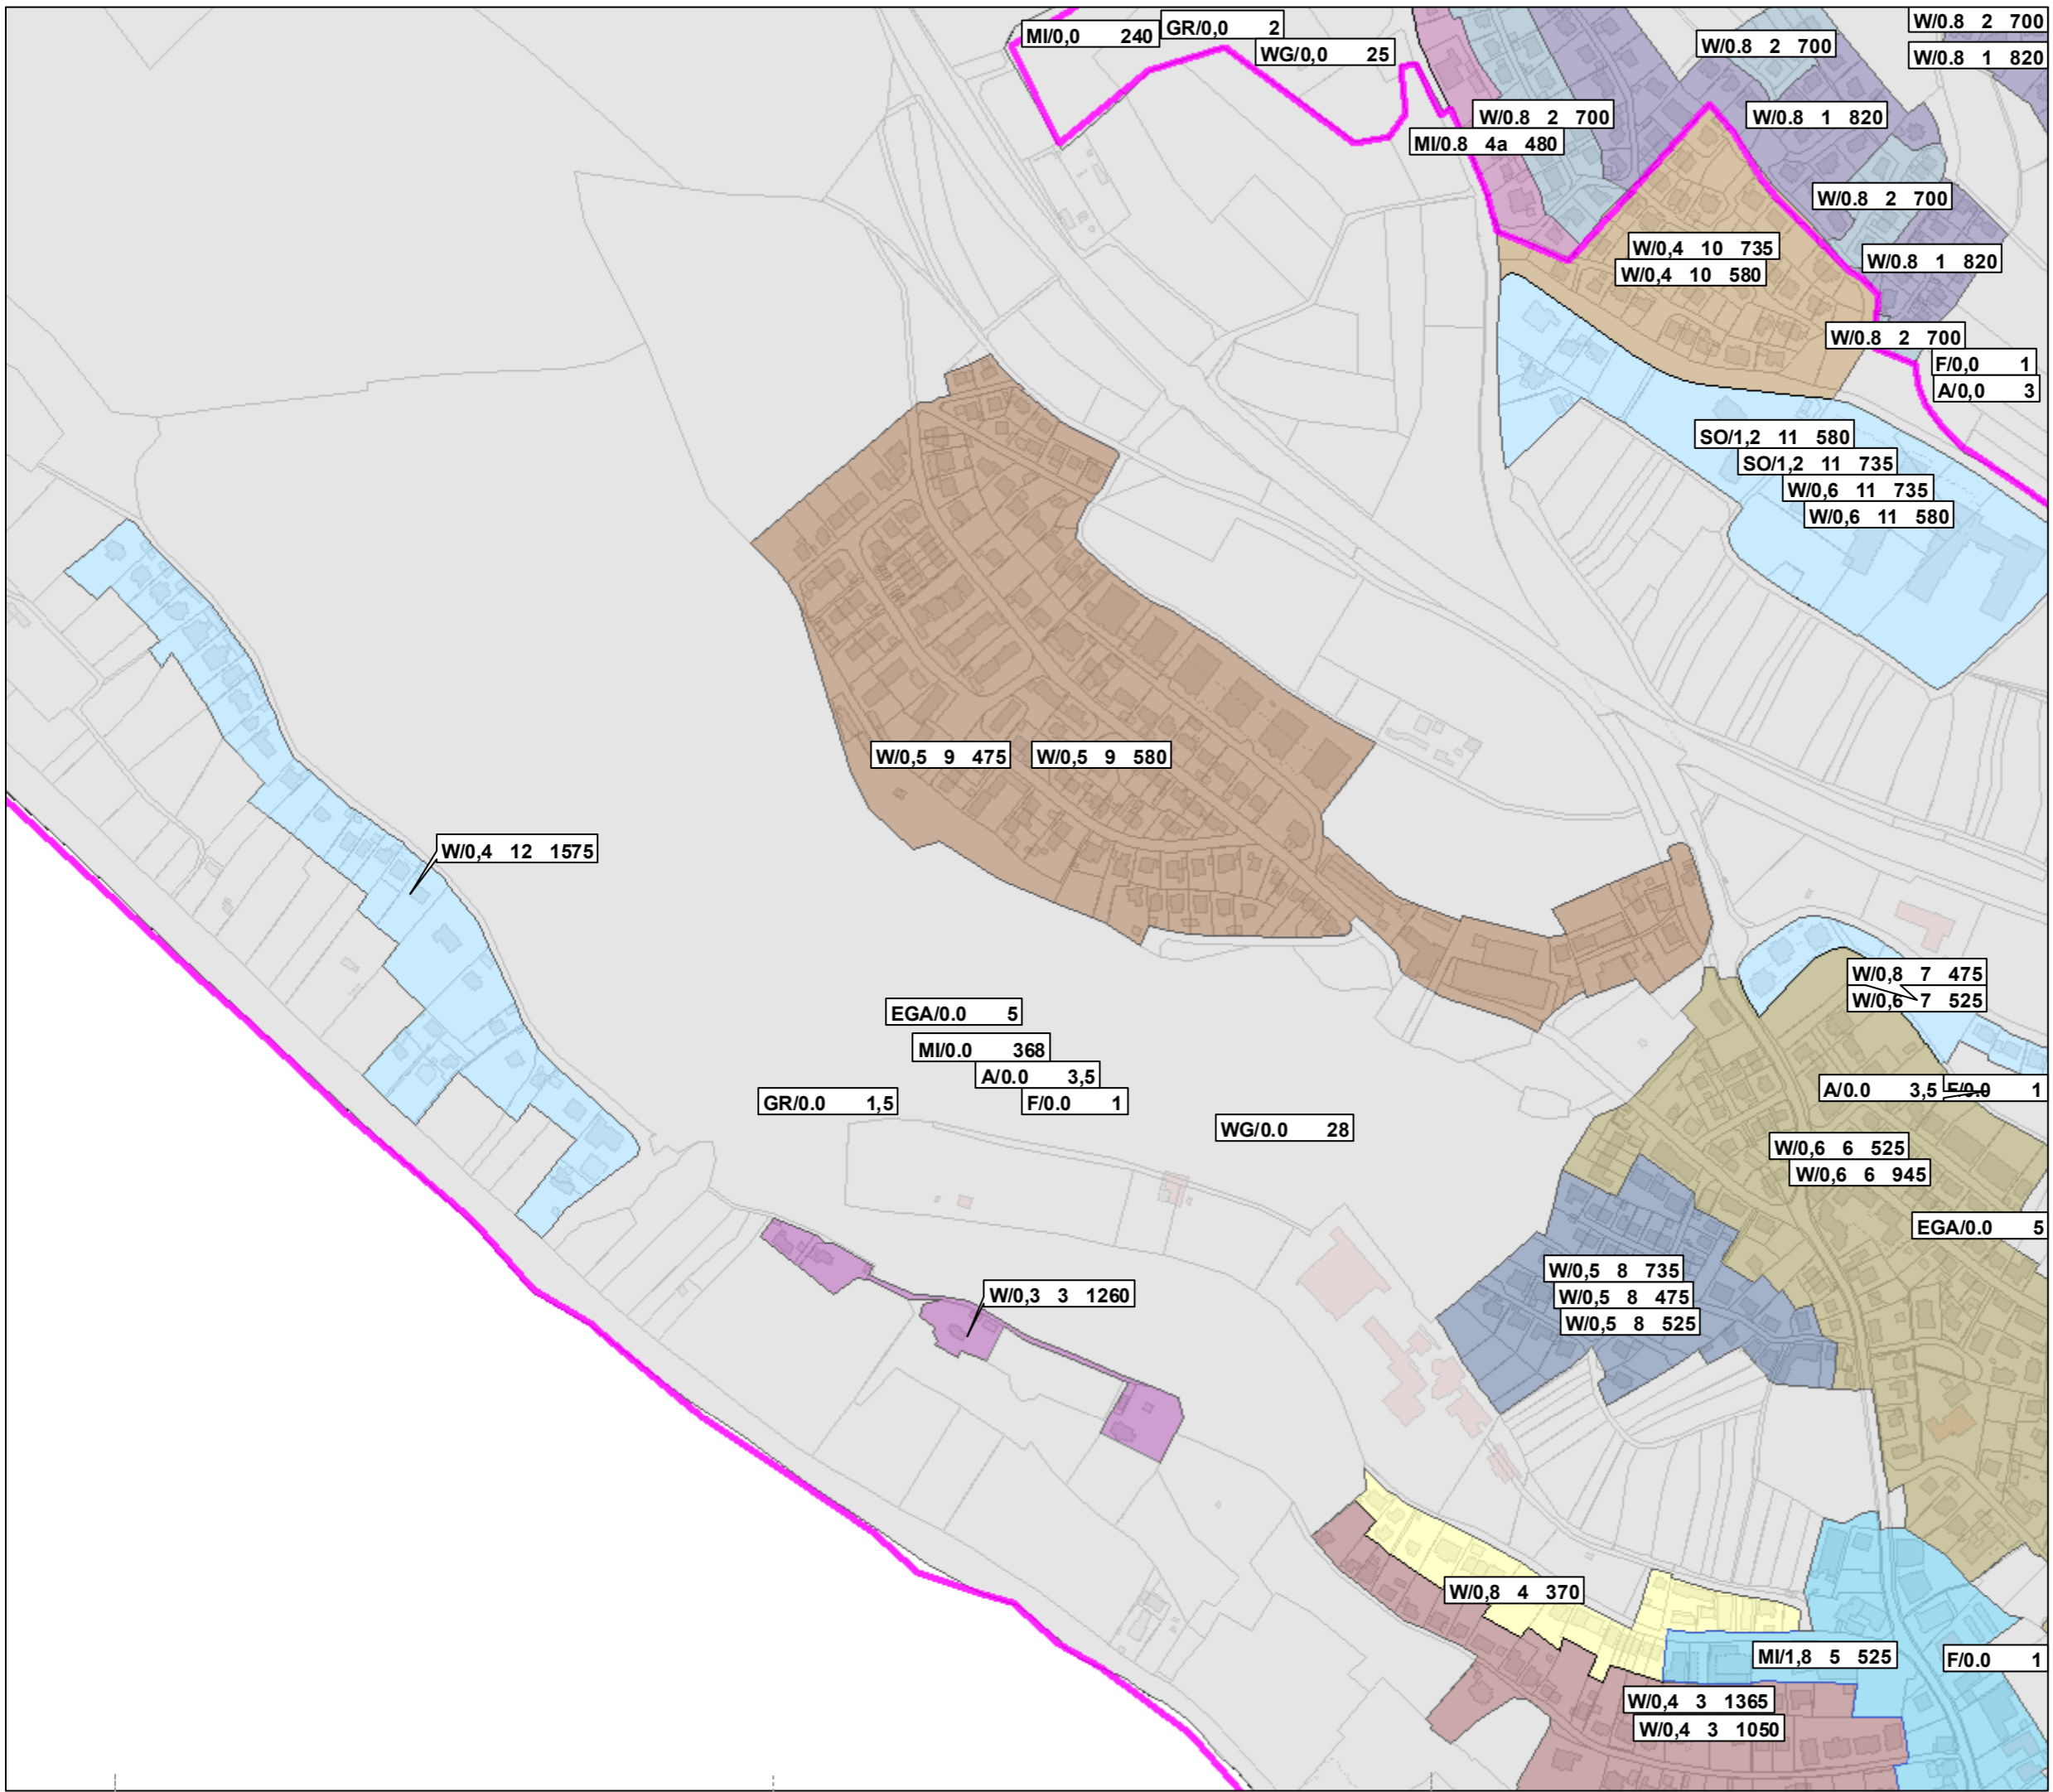 MI/0,0 240
GR/0,0 2
WG/0,0 25
W/0.8 2 700
W/0.8 2 700
W/0.8 1 820
W/0.8 2 700
MI/0.8 4a 480
W/0.8 1 820
W/0.8 2 700
W/0,4 10 735
W/0,4 10 580
W/0.8 1 820
W/0.8 2 700
F/0,0 1
A/0,0 3
SO/1,2 11 580
SO/1,2 11 735
W/0,6 11 735
W/0,6 11 580
W/0,5 9 475
W/0,5 9 580
W/0,4 12 1575
W/0,8 7 475
W/0,6 7 525
EGA/0.0 5
MI/0.0 368
A/0.0 3,5
F/0.0 1
GR/0.0 1,5
WG/0.0 28
A/0.0 3,5
F/0.0 1
W/0,6 6 525
W/0,6 6 945
EGA/0.0 5
W/0,5 8 735
W/0,5 8 475
W/0,5 8 525
W/0,3 3 1260
W/0,8 4 370
MI/1,8 5 525
F/0.0 1
W/0,4 3 1365
W/0,4 3 1050